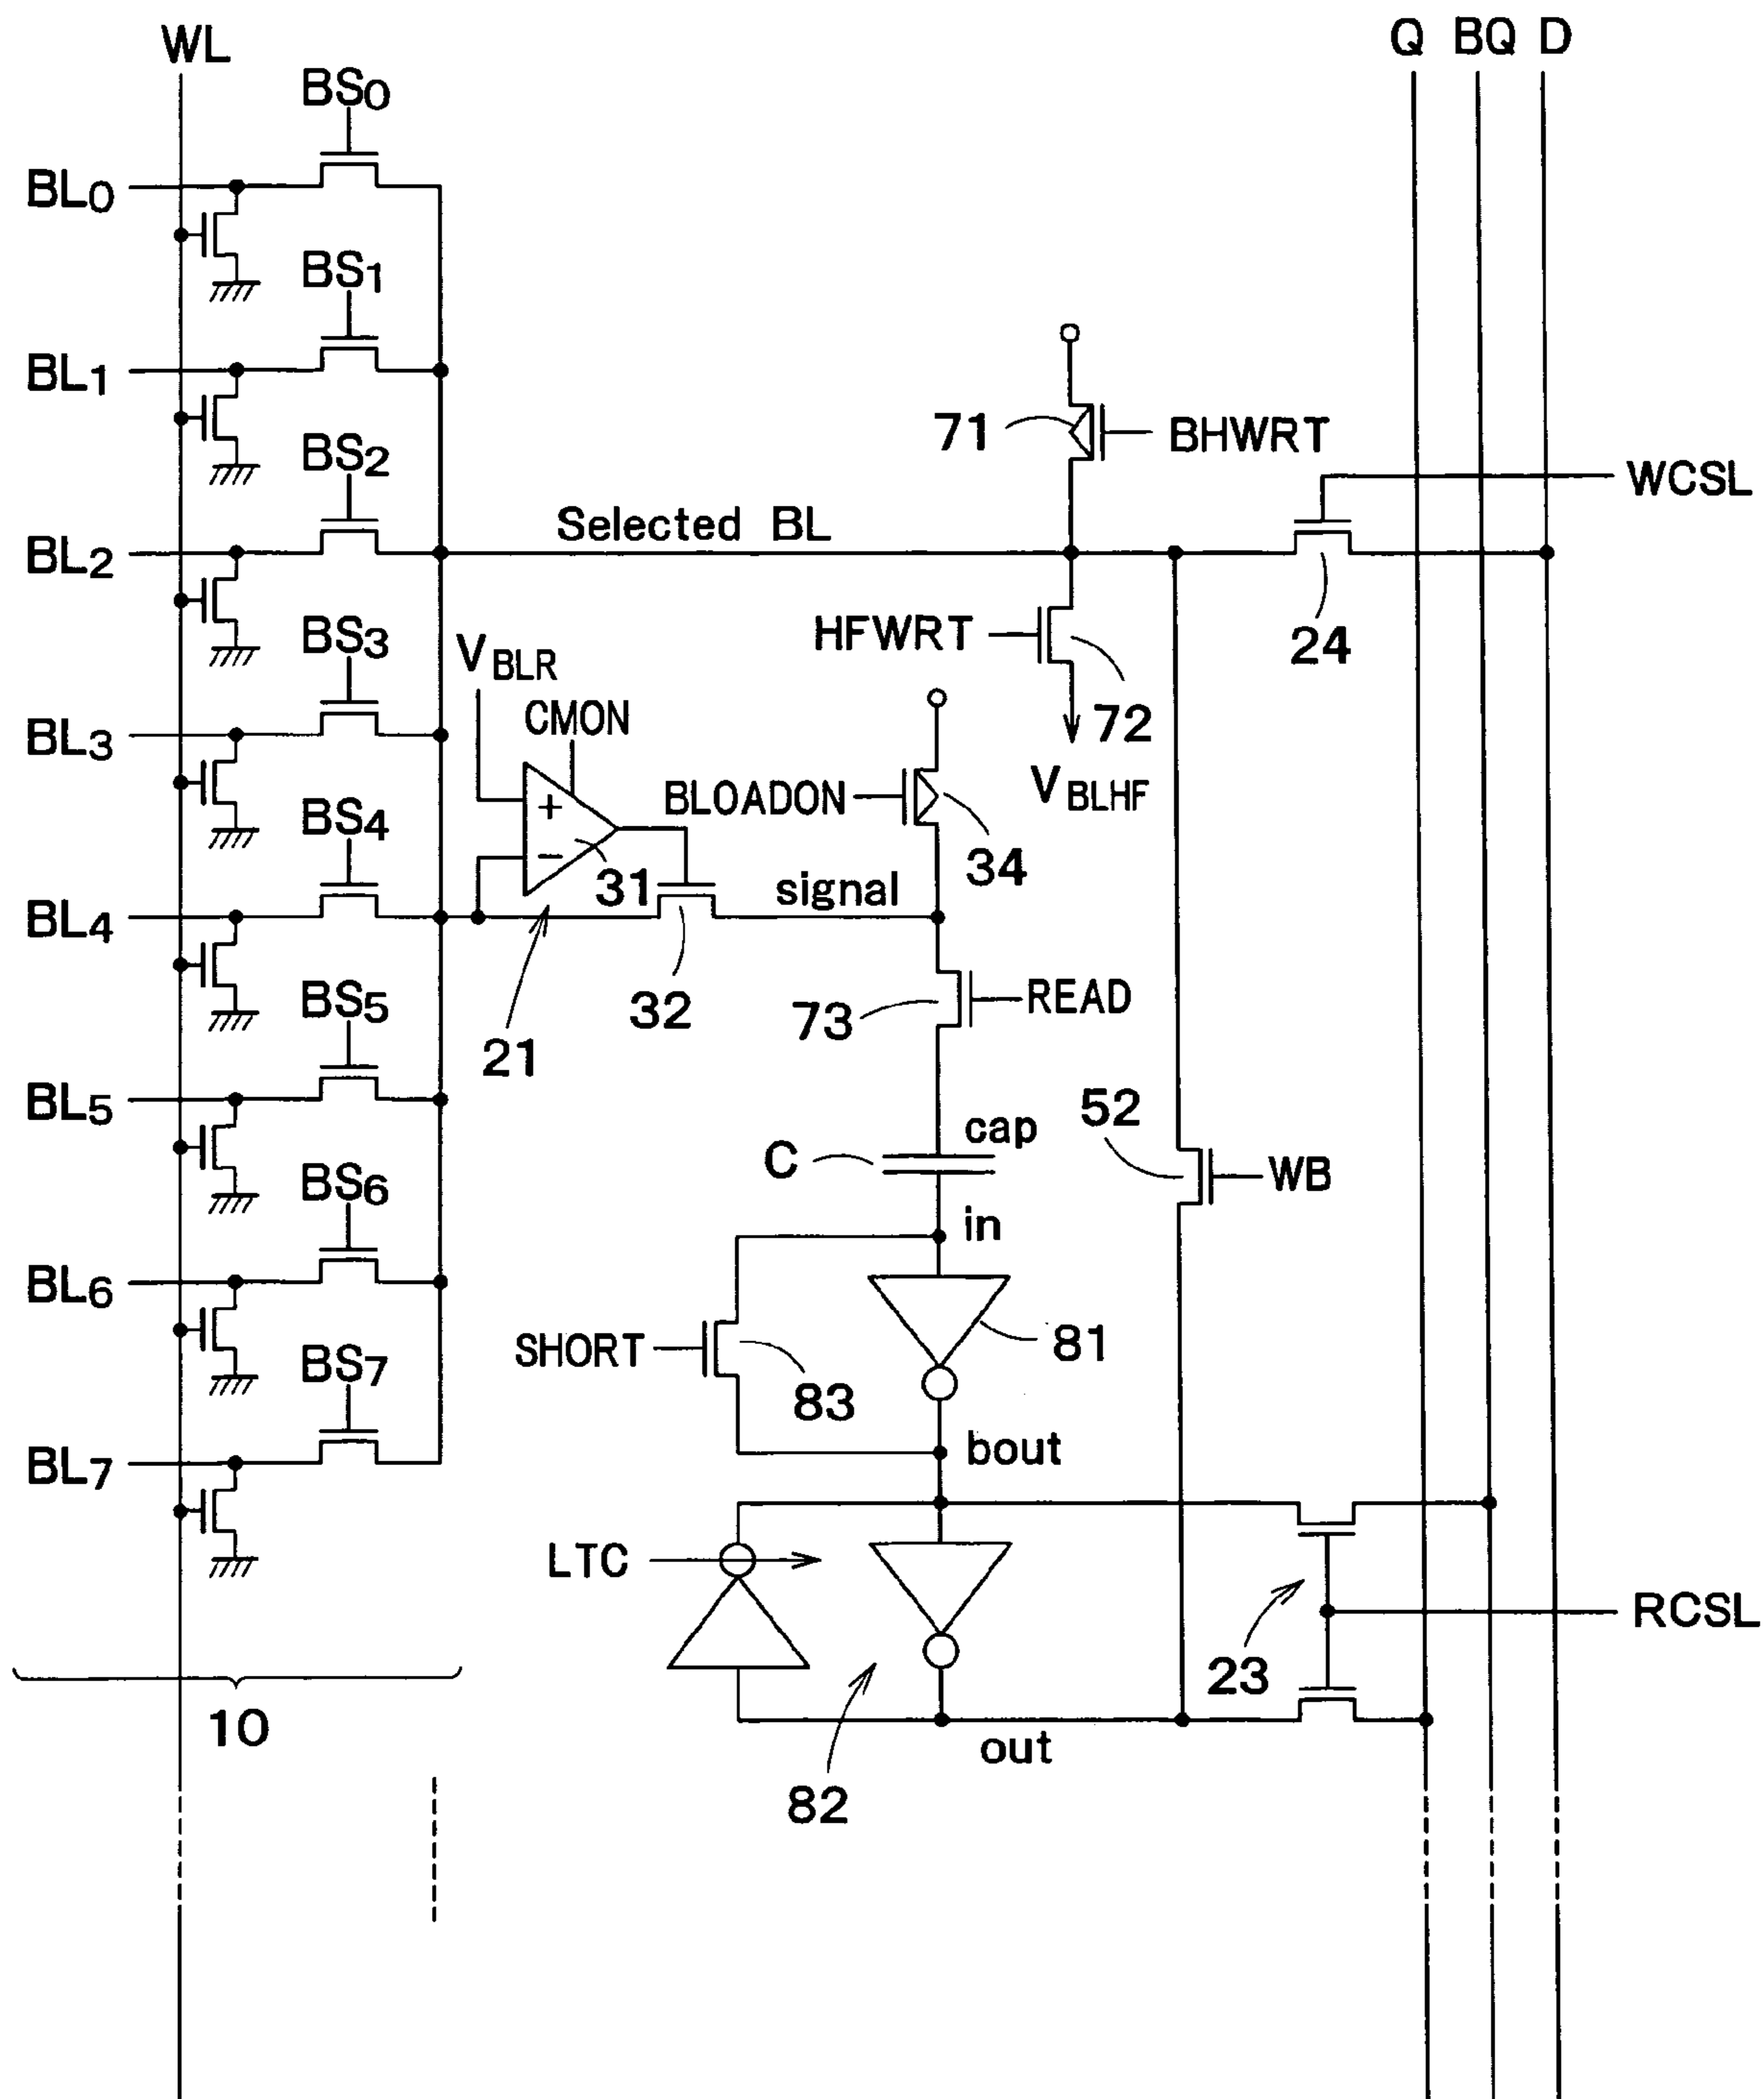 WL
Q BQ D
BS0
BL0
BS1
BL1
71
BHWRT
BS2
WCSL
Selected BL
BL2
HFWRT
24
BS3
VBLR
CMON
72
BL3
VBLHF
BLOADON
+
BS4
−
34
31
signal
BL4
READ
BS5
32
73
21
BL5
52
cap
C
WB
BS6
in
BL6
SHORT
81
BS7
83
bout
BL7
LTC
RCSL
23
10
out
82